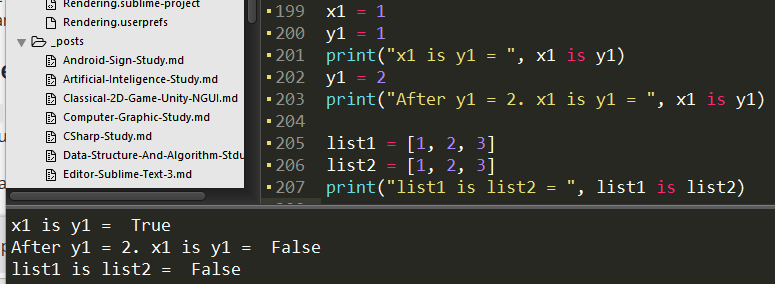 Rendering.sublime-project
Rendering.userprefs
_posts
Android-Sign-Study.md
Artificial-Inteligence-Study.md
Classical-2D-Game-Unity-NGUI.md
Computer-Graphic-Study.md
CSharp-Study.md
Data-Structure-And-Algorithm-Stdu
Editor-Sublime-Text-3.md
199 x1 = 1
200 y1 = 1
201 print("x1 is y1 = ", x1 is y1)
202 y1 = 2
203 print("After y1 = 2. x1 is y1 = ", x1 is y1)
204
205 list1 = [1, 2, 3]
206 list2 = [1, 2, 3]
207 print("list1 is list2 = ", list1 is list2)
x1 is y1 =  True
After y1 = 2. x1 is y1 =  False
list1 is list2 =  False